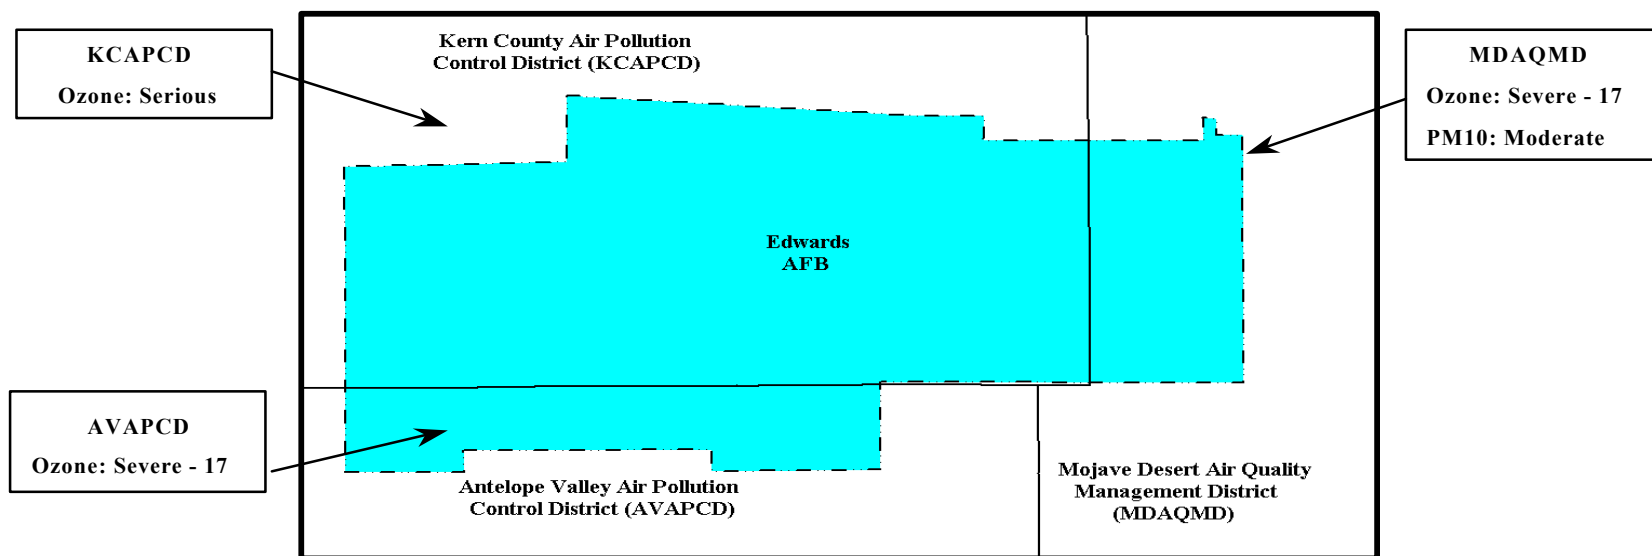 KCAPCD
Ozone: Serious
Kern County Air Pollution
Control District (KCAPCD)
MDAQMD
Ozone: Severe - 17
PM10: Moderate
Edwards
AFB
AVAPCD
Ozone: Severe - 17
Antelope Valley Air Pollution
Control District (AVAPCD)
Mojave Desert Air Quality
Management District
(MDAQMD)